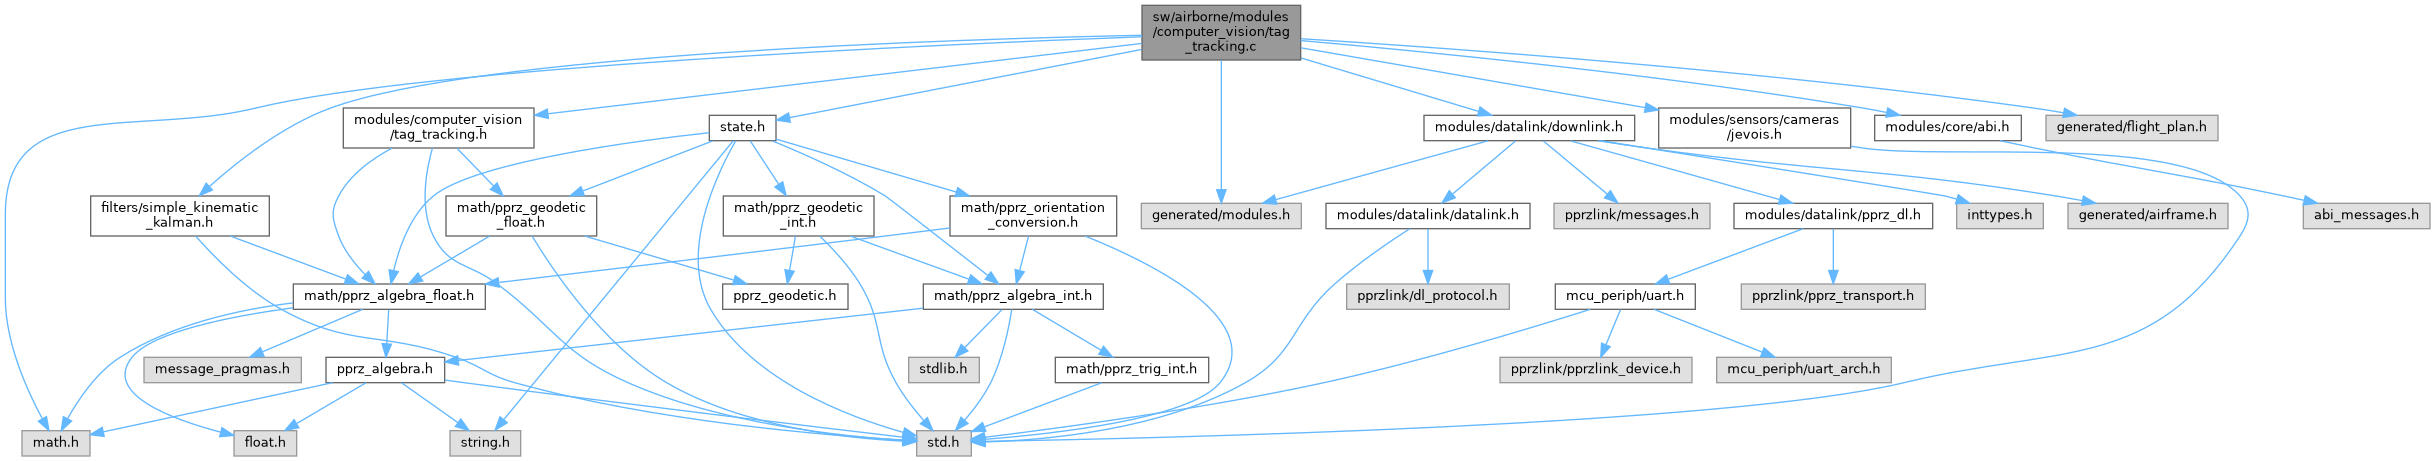 sw/airborne/modules
/computer_vision/tag
_tracking.c
modules/computer_vision
/tag_tracking.h
state.h
modules/datalink/downlink.h
modules/sensors/cameras
/jevois.h
modules/core/abi.h
generated/flight_plan.h
filters/simple_kinematic
_kalman.h
math/pprz_geodetic
_float.h
math/pprz_geodetic
_int.h
math/pprz_orientation
_conversion.h
generated/modules.h
modules/datalink/datalink.h
pprzlink/messages.h
modules/datalink/pprz_dl.h
inttypes.h
generated/airframe.h
abi_messages.h
math/pprz_algebra_float.h
pprz_geodetic.h
math/pprz_algebra_int.h
pprzlink/dl_protocol.h
mcu_periph/uart.h
pprzlink/pprz_transport.h
message_pragmas.h
pprz_algebra.h
stdlib.h
math/pprz_trig_int.h
pprzlink/pprzlink_device.h
mcu_periph/uart_arch.h
math.h
float.h
string.h
std.h